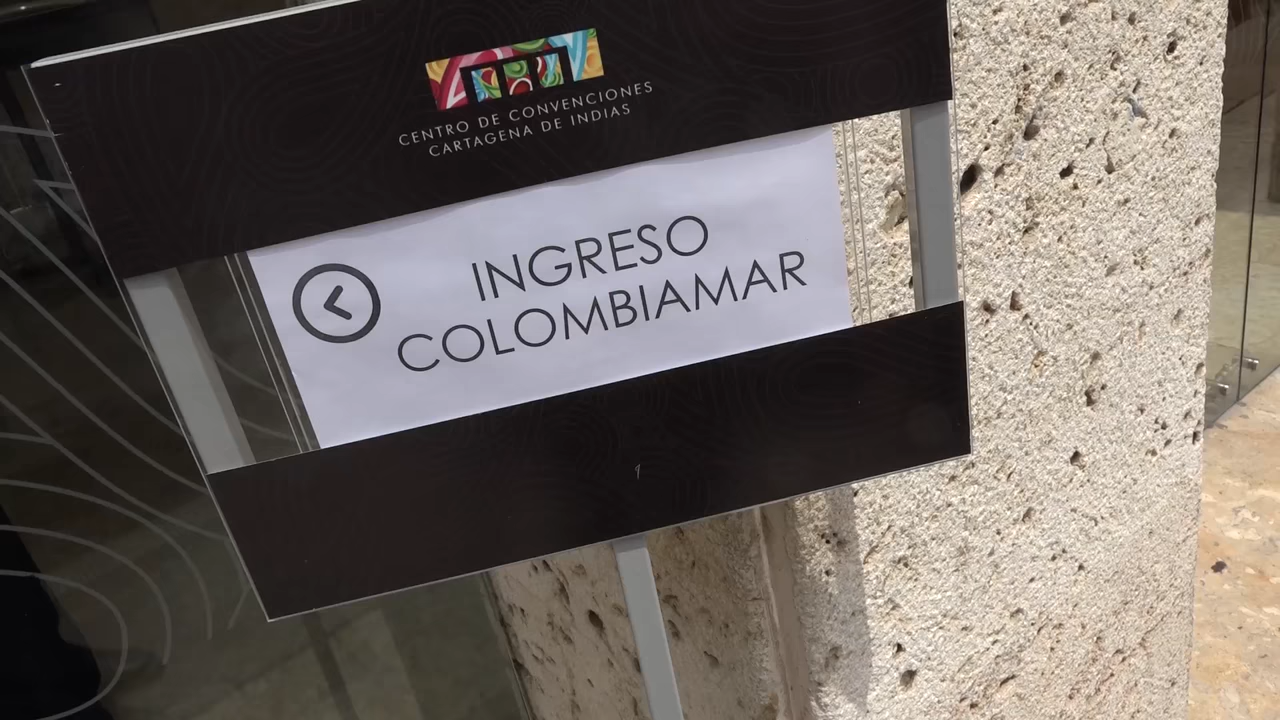 CENTRO DE CONVENCIONES
CARTAGENA DE INDIAS
INGRESO
COLOMBIAMAR